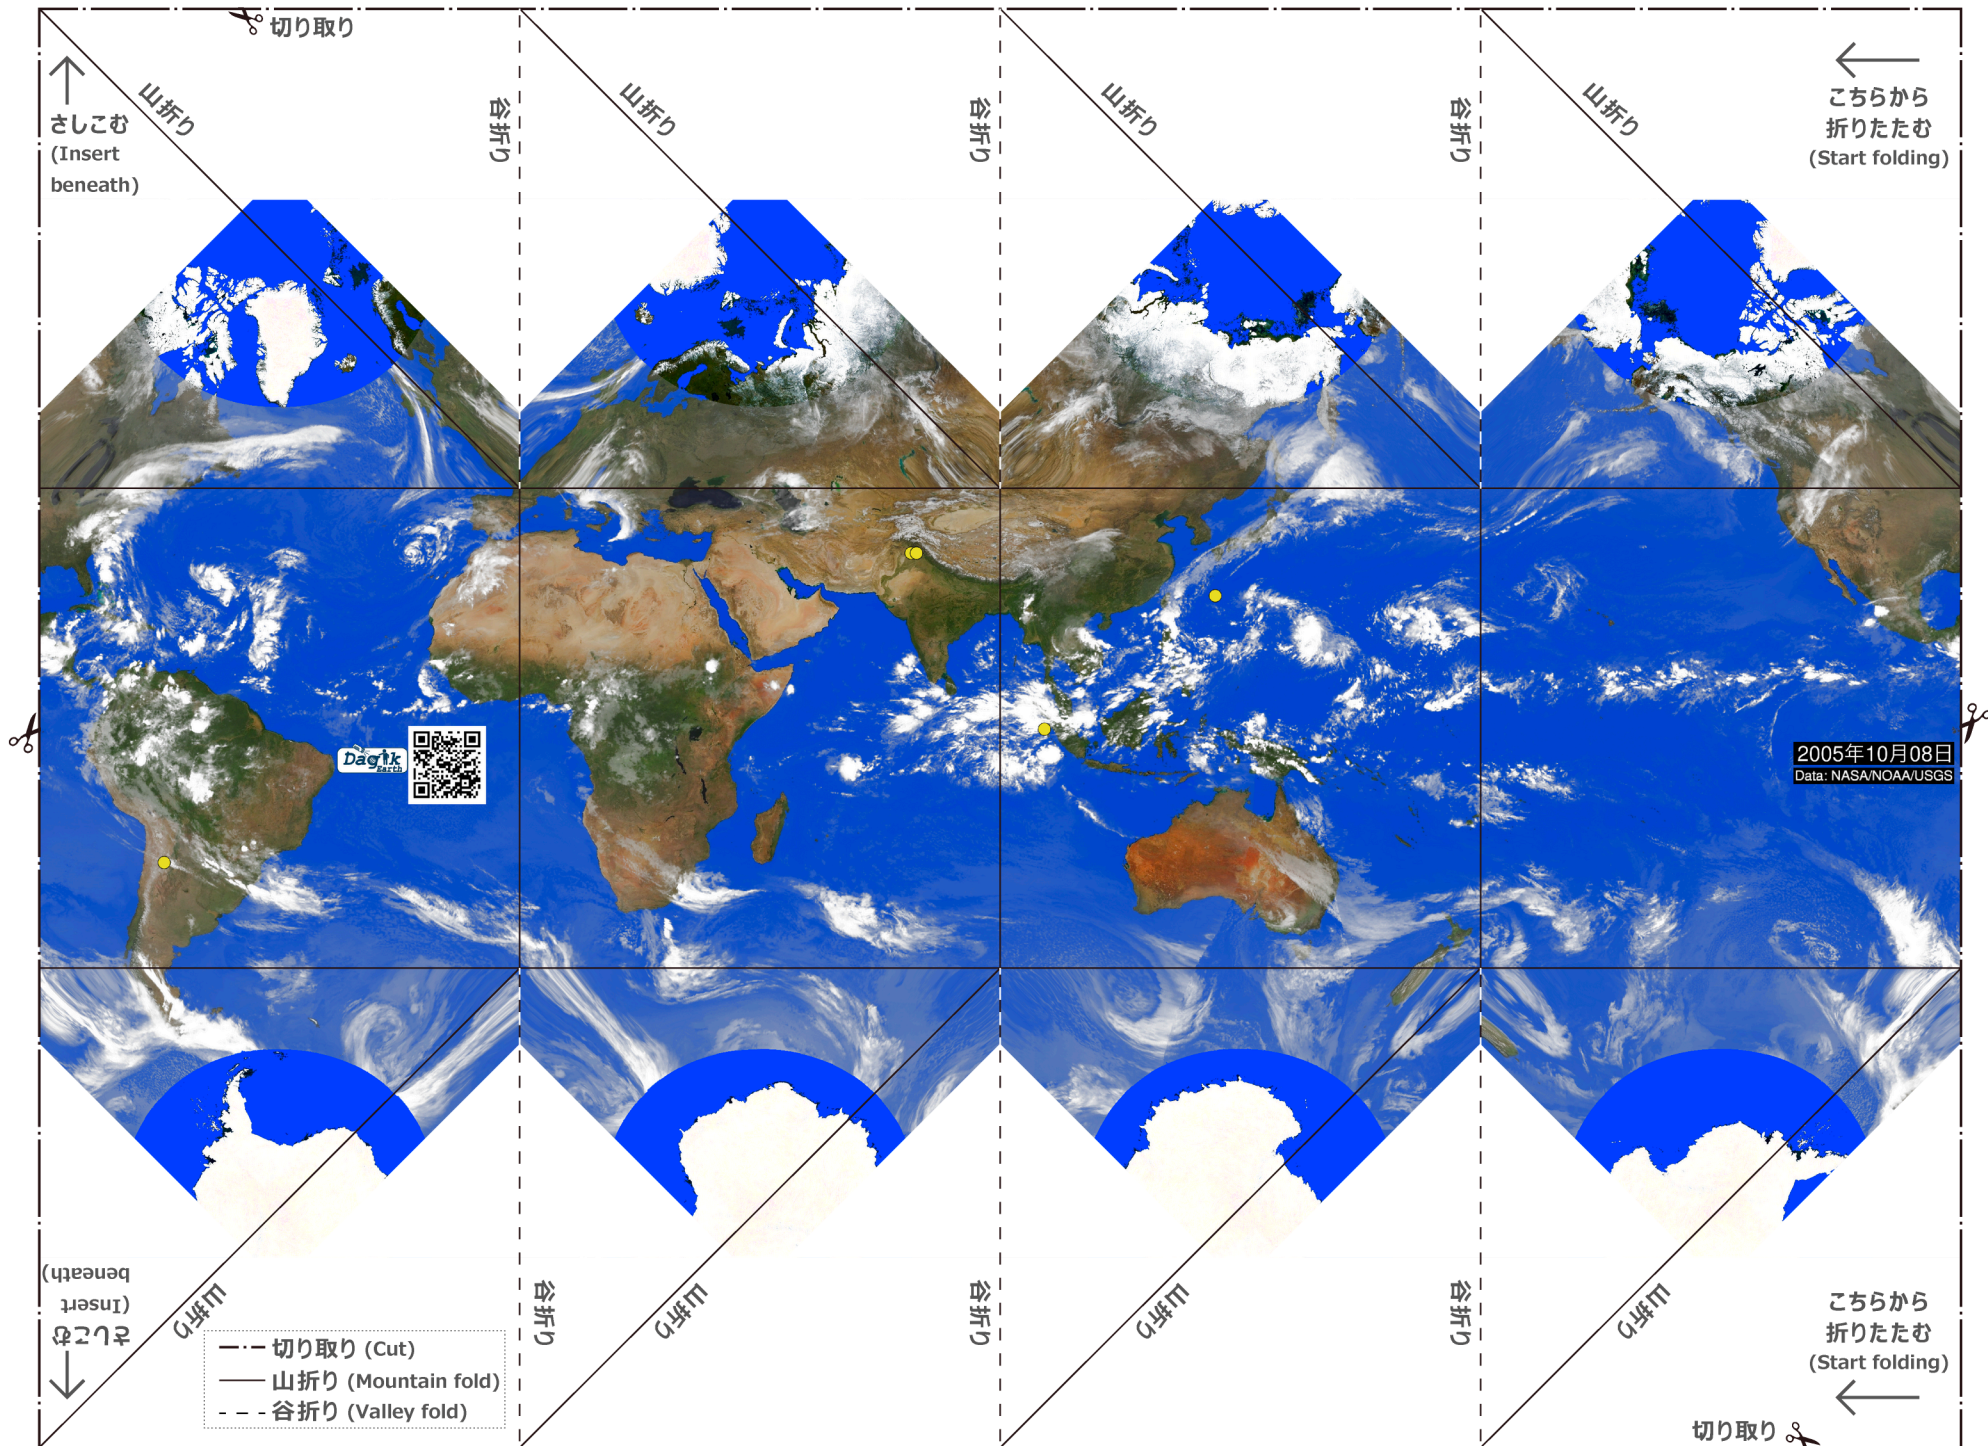 切り取り
さしこむ
(Insert
beneath)
山折り
谷折り
山折り
谷折り
山折り
谷折り
山折り
こちらから
折りたたむ
(Start folding)
Dagik
Earth
2005年10月08日
Data: NASA/NOAA/USGS
さしこむ
(Insert
beneath)
山折り
谷折り
山折り
谷折り
山折り
谷折り
山折り
こちらから
折りたたむ
(Start folding)
切り取り (Cut)
山折り (Mountain fold)
谷折り (Valley fold)
切り取り